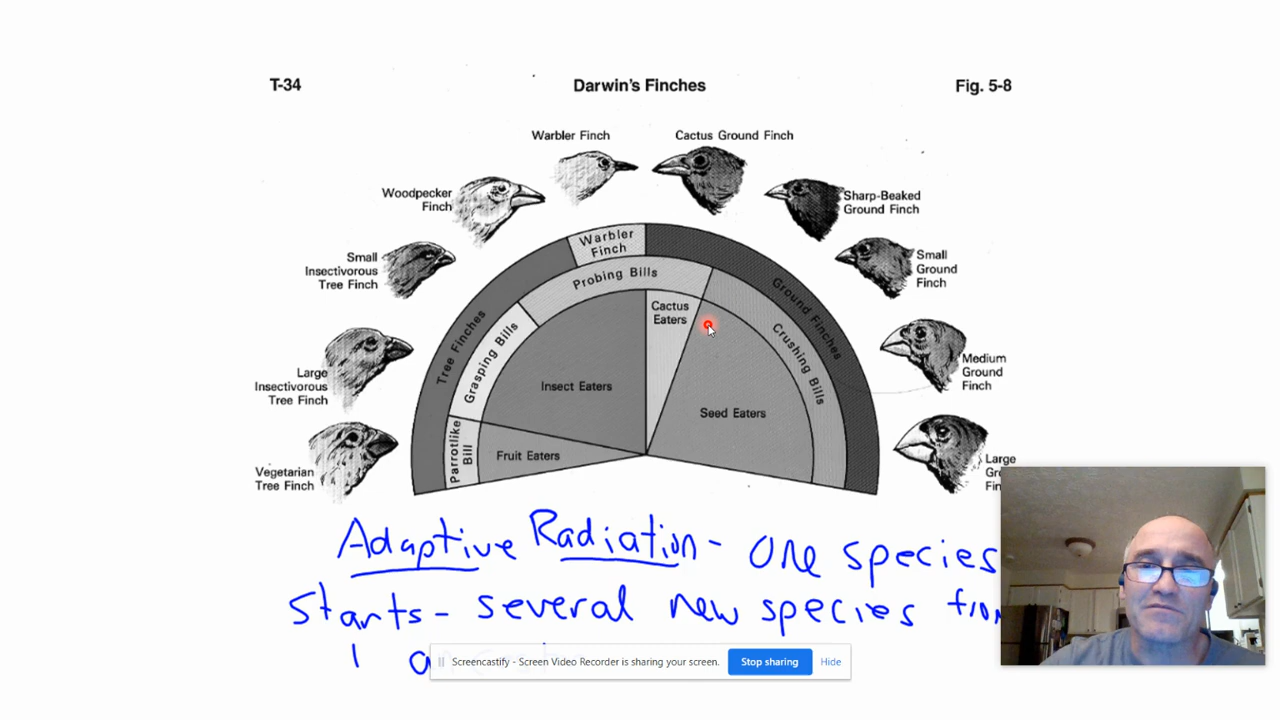 T-34 Darwin's Finches Fig. 5-8
Warbler Finch
Cactus Ground Finch
Woodpecker
Finch
Sharp-Beaked
Ground Finch
Small
Insectivorous
Tree Finch
Small
Ground
Finch
Large
Insectivorous
Tree Finch
Medium
Ground
Finch
Vegetarian
Tree Finch
Large
Warbler
Finch
Tree Finches
Ground Finches
Probing Bills
Grasping Bills
Crushing Bills
Parrotlike
Bill
Cactus
Eaters
Insect Eaters
Seed Eaters
Fruit Eaters
Adaptive Radiation - One species
Starts - several new species
1
Screencastify - Screen Video Recorder is sharing your screen. Stop sharing Hide